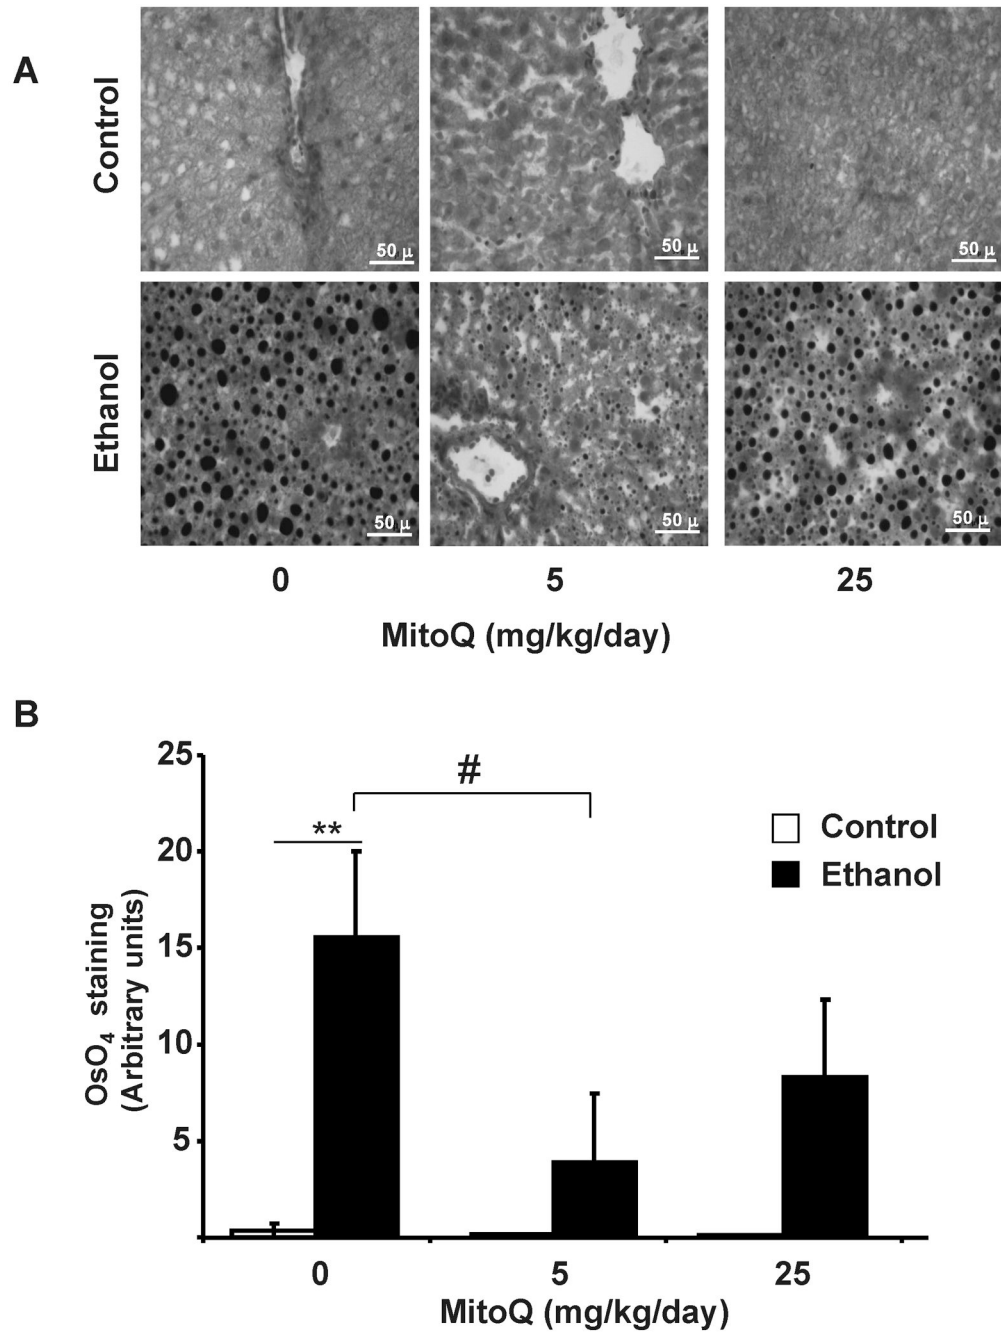 A
Control
50 μ
50 μ
50 μ
Ethanol
50 μ
50 μ
50 μ
0
5
25
MitoQ (mg/kg/day)
B
25
#
**
Control
20
Ethanol
15
OsO4 staining
(Arbitrary units)
10
5
0
5
25
MitoQ (mg/kg/day)